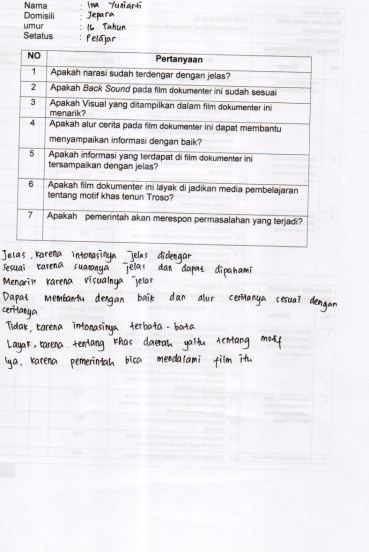 Nama : Ika Yuniarti
Domisili : Jepara
umur : 16 Tahun
Setatus : Pelajar
NO Pertanyaan
1 Apakah narasi sudah terdengar dengan jelas?
2 Apakah Back Sound pada film dokumenter ini sudah sesuai
3 Apakah Visual yang ditampilkan dalam film dokumenter ini
menarik?
4 Apakah alur cerita pada film dokumenter ini dapat membantu
menyampaikan informasi dengan baik?
5 Apakah informasi yang terdapat di film dokumenter ini
tersampaikan dengan jelas?
6 Apakah film dokumenter ini layak di jadikan media pembelajaran
tentang motif khas tenun Troso?
7 Apakah pemerintah akan merespon permasalahan yang terjadi?
Jelas, karena intonasinya jelas didengar
Sesuai karena suaranya jelas dan dapat dipahami
Menarik karena visualnya jelas
Dapat Membantu dengan baik dan alur ceritanya sesuai dengan
ceritanya
Tidak, karena intonasinya terbata - bata
Layak, karena tentang khas daerah yaitu tentang motif
Iya, karena pemerintah bisa mendalami film itu